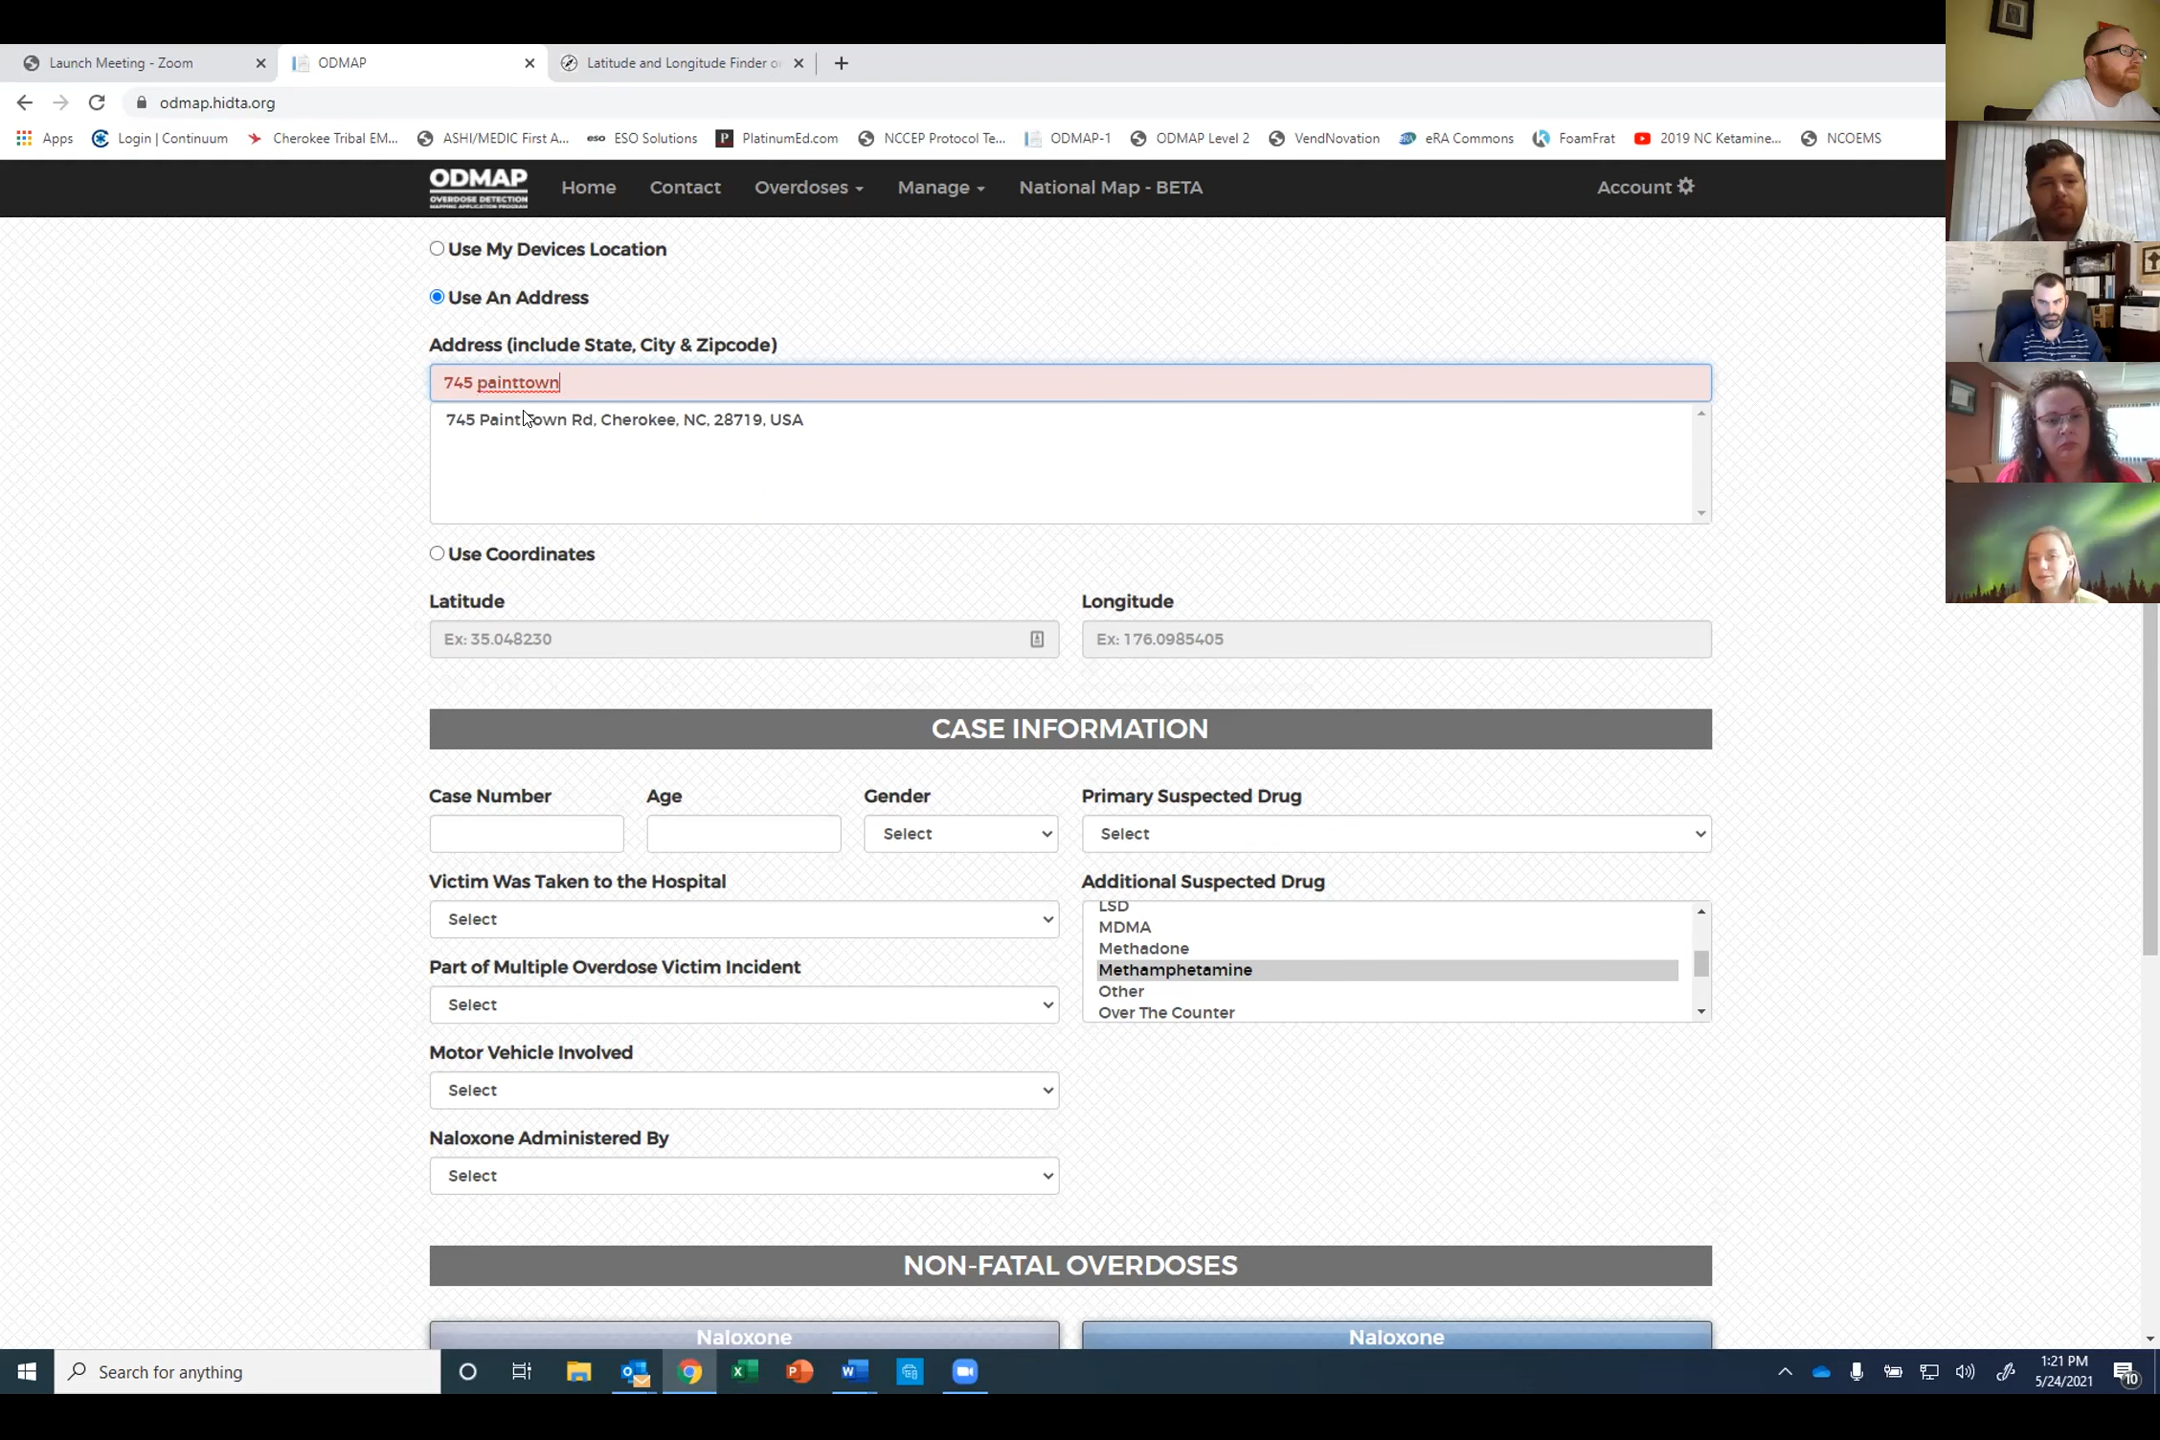 Launch Meeting - Zoom
ODMAP
Latitude and Longitude Finder o
odmap.hidta.org
Apps
Login | Continuum
Cherokee Tribal EM...
ASHI/MEDIC First A...
eso ESO Solutions
P PlatinumEd.com
NCCEP Protocol Te...
ODMAP-1
ODMAP Level 2
VendNovation
eRA eRA Commons
FoamFrat
2019 NC Ketamine...
NCOEMS
ODMAP
OVERDOSE DETECTION
MAPPING APPLICATION PROGRAM
Home
Contact
Overdoses
Manage
National Map - BETA
Account
Use My Devices Location
Use An Address
Address (include State, City & Zipcode)
745 painttown
745 Paint Town Rd, Cherokee, NC, 28719, USA
Use Coordinates
Latitude
Longitude
Ex: 35.048230
Ex: 176.0985405
CASE INFORMATION
Case Number
Age
Gender
Primary Suspected Drug
Select
Select
Victim Was Taken to the Hospital
Additional Suspected Drug
Select
LSD
MDMA
Methadone
Methamphetamine
Other
Over The Counter
Part of Multiple Overdose Victim Incident
Select
Motor Vehicle Involved
Select
Naloxone Administered By
Select
NON-FATAL OVERDOSES
Naloxone
Naloxone
Search for anything
1:21 PM
5/24/2021
10